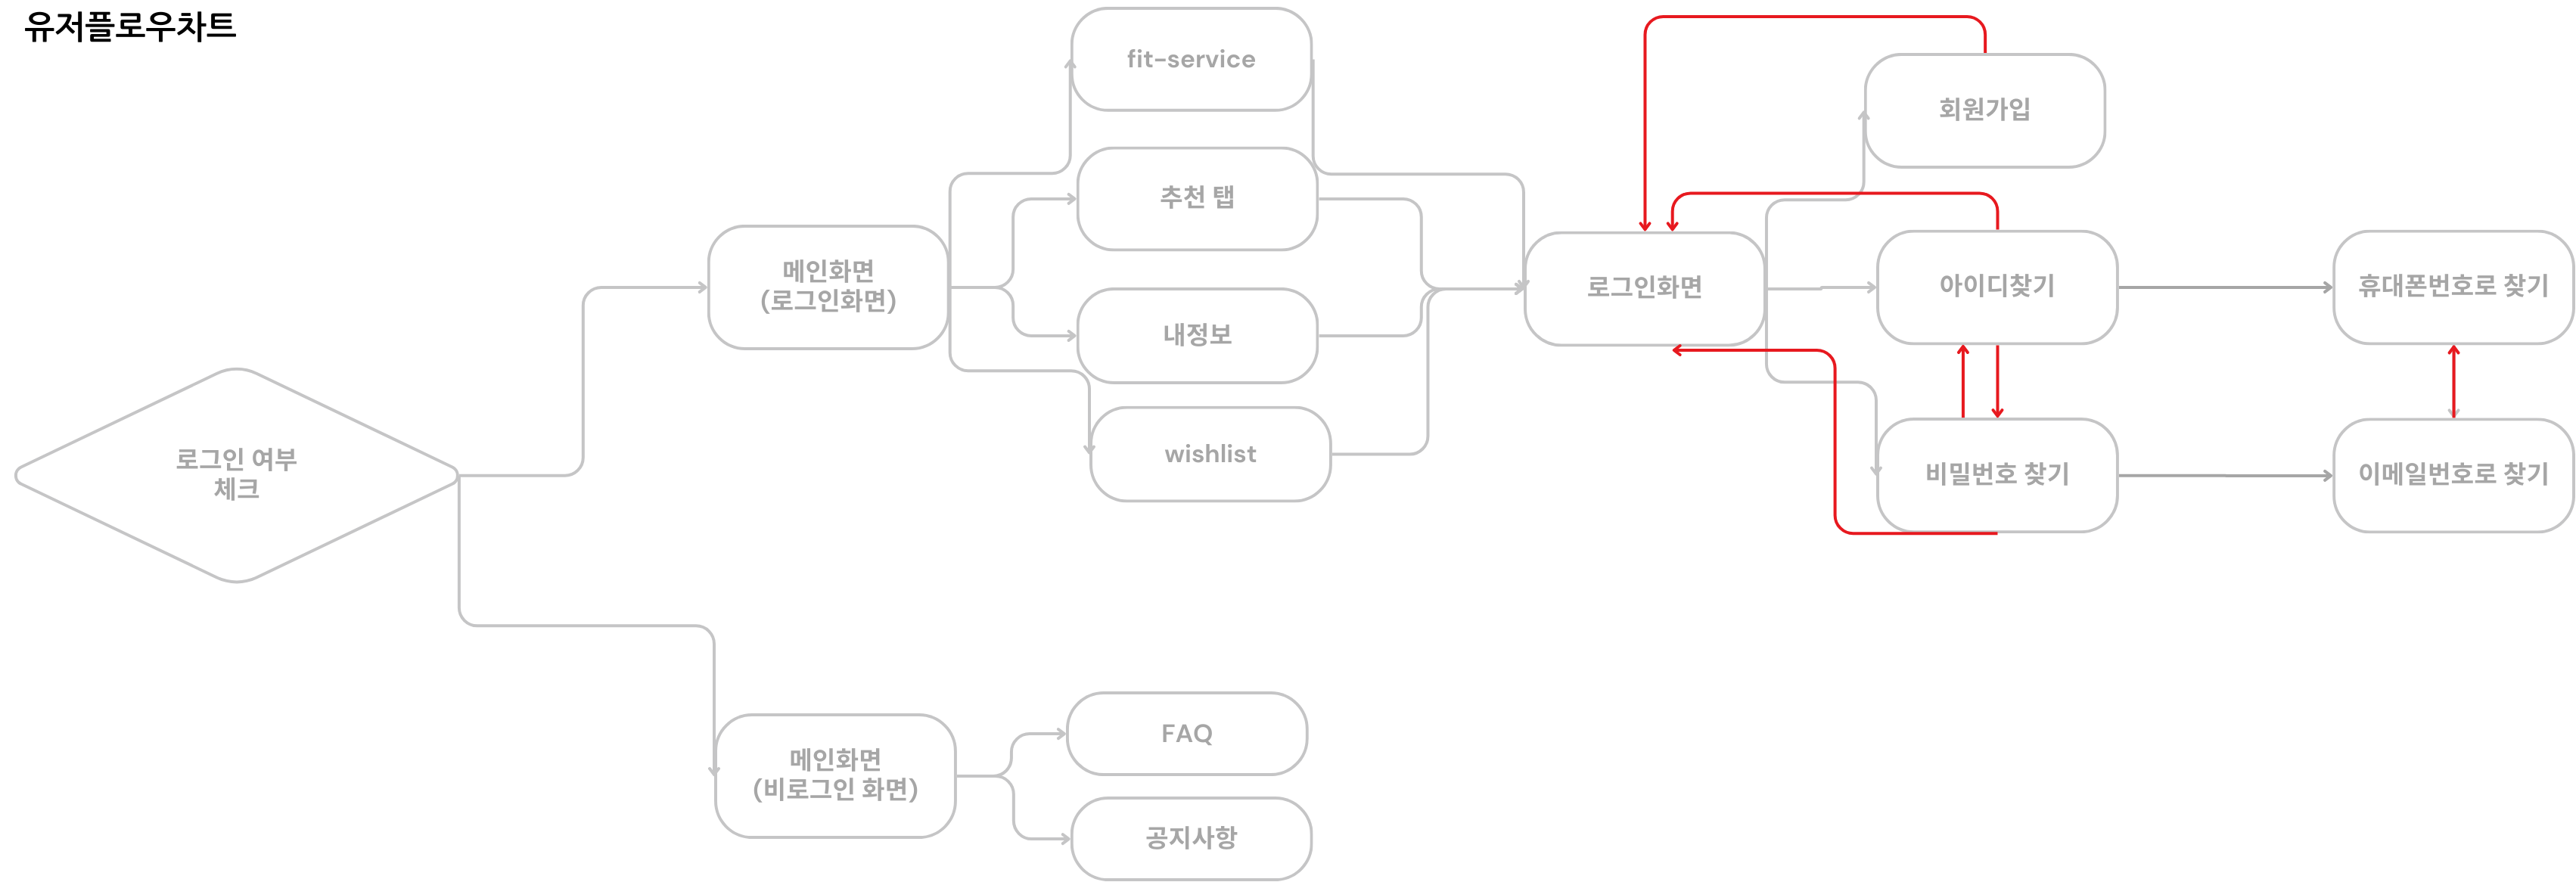 유저플로우차트
로그인 여부
체크
메인화면
(로그인화면)
fit-service
추천 탭
내정보
wishlist
로그인화면
회원가입
아이디찾기
비밀번호 찾기
휴대폰번호로 찾기
이메일번호로 찾기
메인화면
(비로그인 화면)
FAQ
공지사항